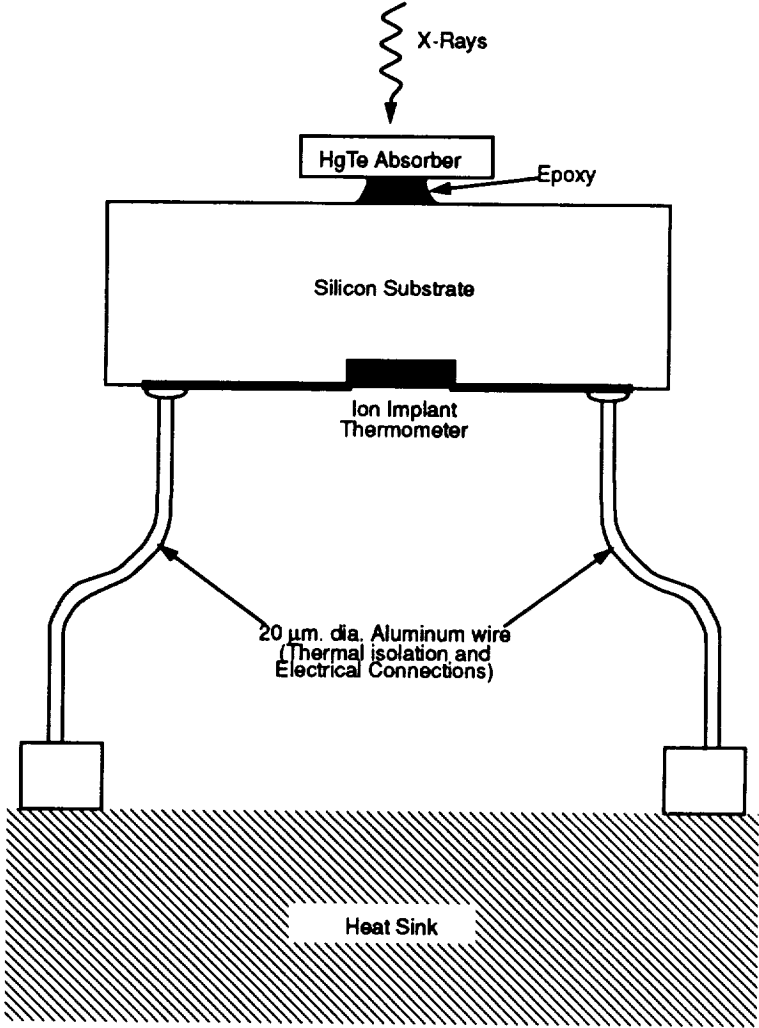 X-Rays
HgTe Absorber
Epoxy
Silicon Substrate
Ion Implant
Thermometer
20 µm. dia. Aluminum wire
(Thermal isolation and
Electrical Connections)
Heat Sink